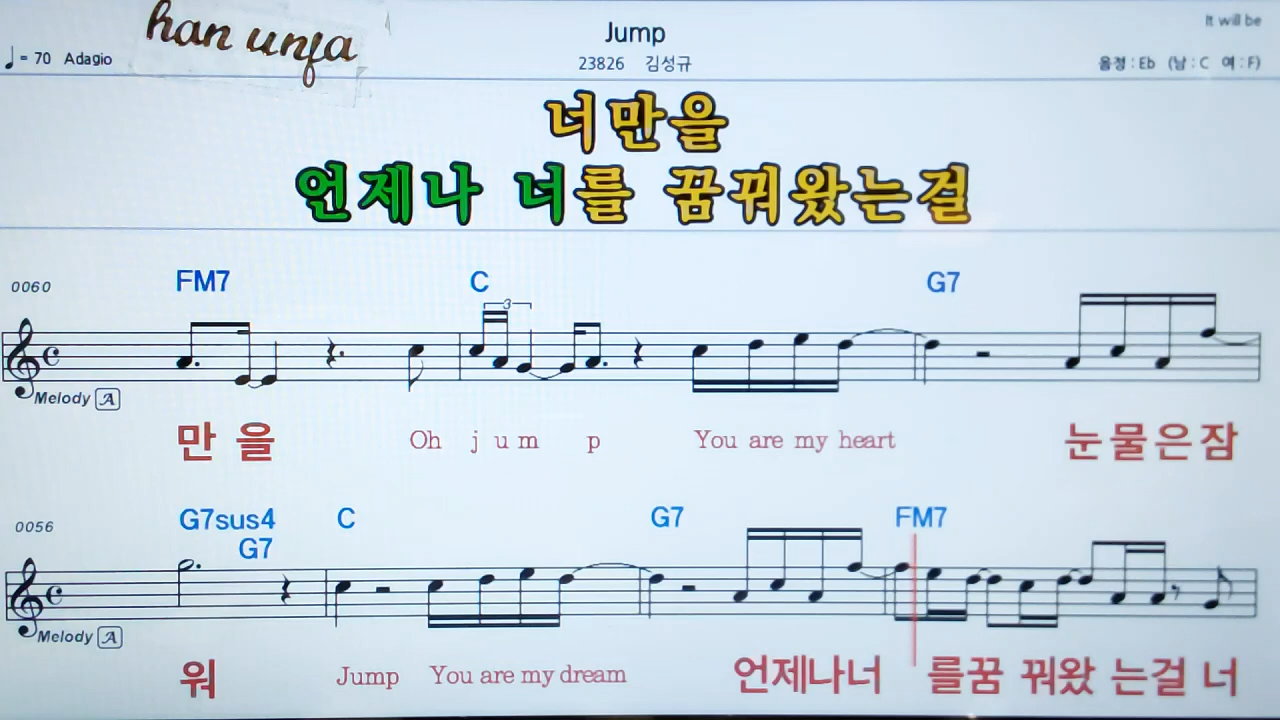 han unja
Jump
It will be
♩= 70 Adagio
23826 김성규
음정 : Eb (남 : C 여 : F)
너만을
언제나 너를 꿈꿔왔는걸
0060
FM7 C G7
3
Melody A
만 을 Oh j u m p You are my heart 눈물은잠
0056
G7sus4 C G7 FM7
G7
Melody A
워 Jump You are my dream 언제나너 를꿈 꿔왔 는걸 너